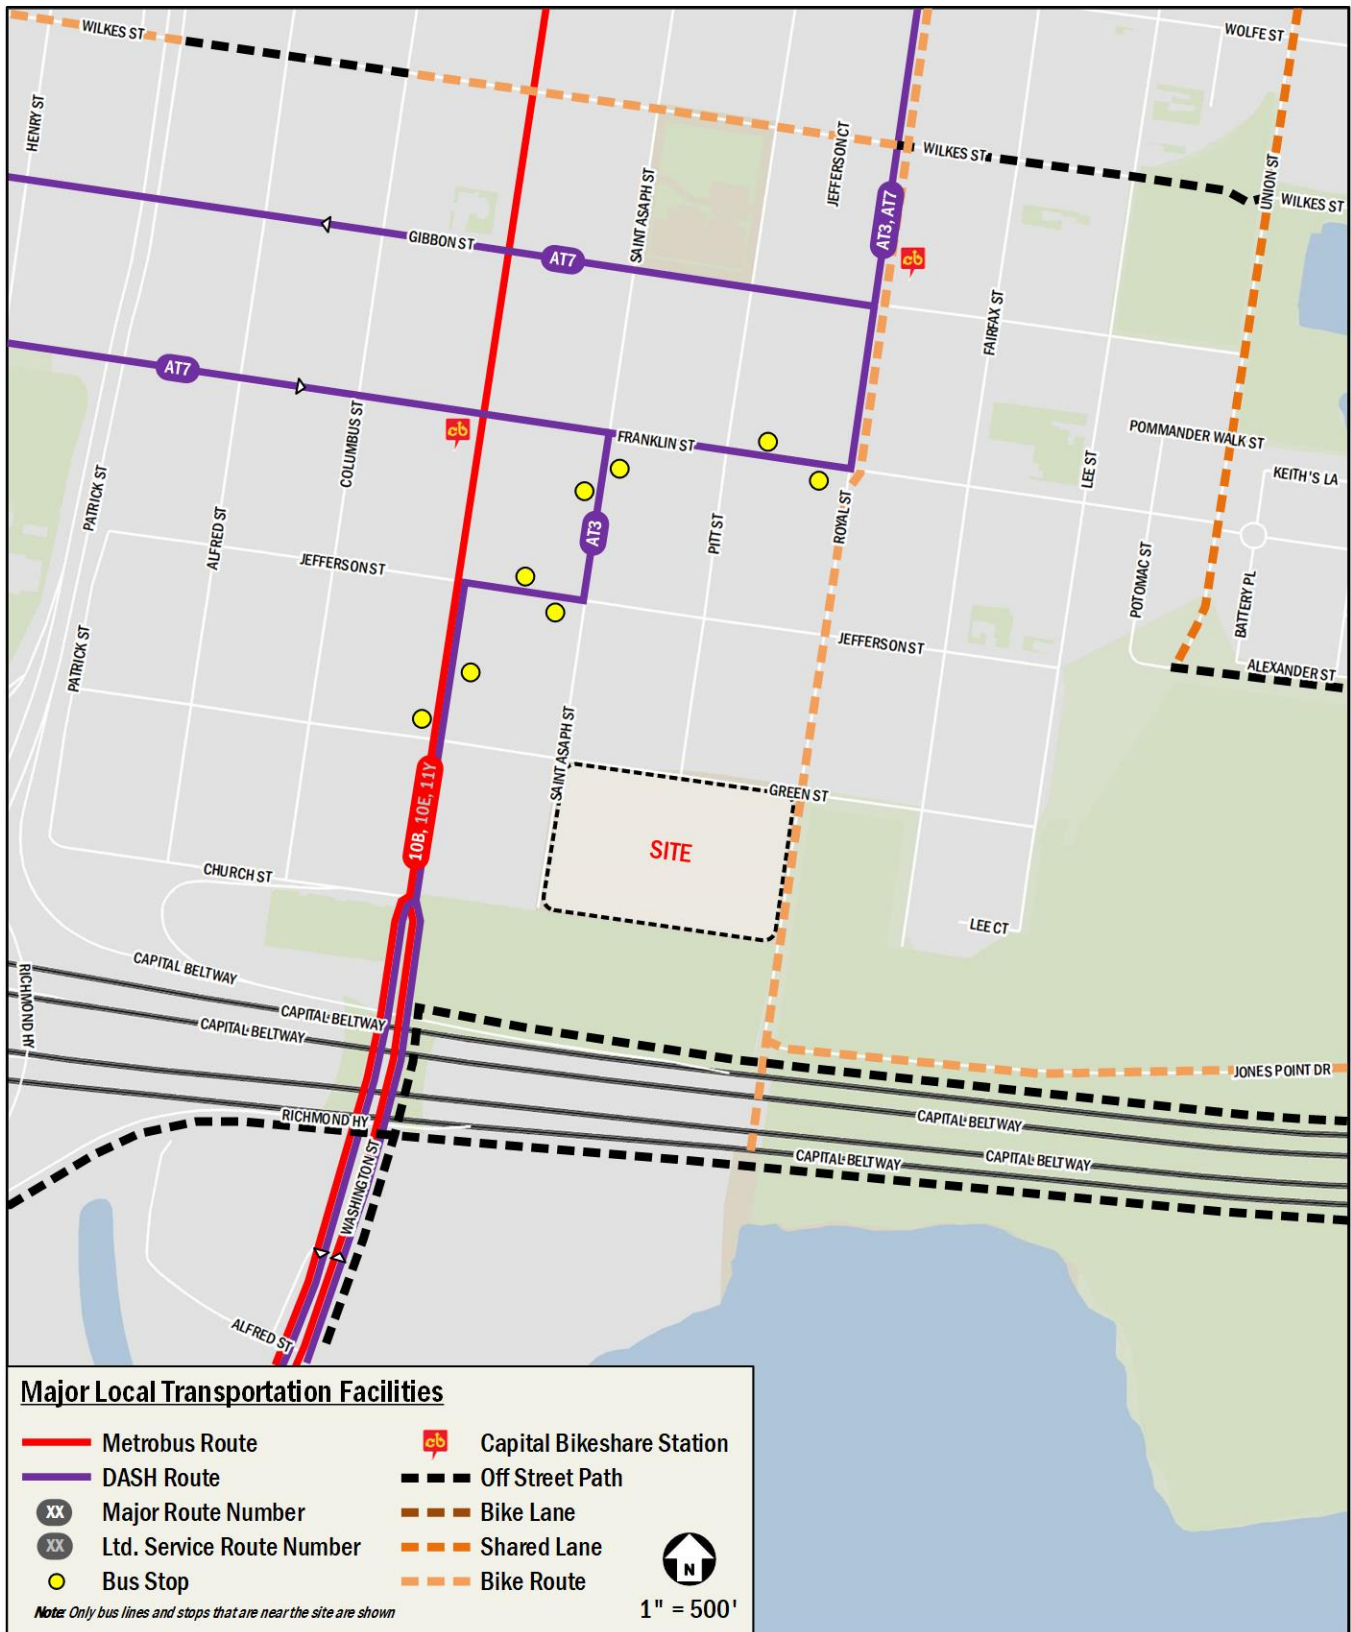 WILKES ST
WOLFE ST
HENRY ST
JEFFERSON CT
WILKES ST
UNION ST
WILKES ST
SAINT ASAPH ST
AT3, AT7
GIBBON ST
AT7
cb
FAIRFAX ST
AT7
COLUMBUS ST
cb
FRANKLIN ST
POMMANDER WALK ST
KEITH'S LA
PATRICK ST
LEE ST
ALFRED ST
AT3
PITT ST
ROYAL ST
JEFFERSON ST
POTOMAC ST
BATTERY PL
PATRICK ST
JEFFERSON ST
ALEXANDER ST
SAINT ASAPH ST
GREEN ST
10B, 10E, 11Y
SITE
CHURCH ST
LEE CT
CAPITAL BELTWAY
RICHMOND HY
CAPITAL BELTWAY
CAPITAL BELTWAY
JONES POINT DR
RICHMOND HY
CAPITAL BELTWAY
CAPITAL BELTWAY
CAPITAL BELTWAY
WASHINGTON ST
ALFRED ST
Major Local Transportation Facilities
Metrobus Route
DASH Route
XX Major Route Number
XX Ltd. Service Route Number
Bus Stop
Note: Only bus lines and stops that are near the site are shown
cb Capital Bikeshare Station
Off Street Path
Bike Lane
Shared Lane
Bike Route
N
1" = 500'